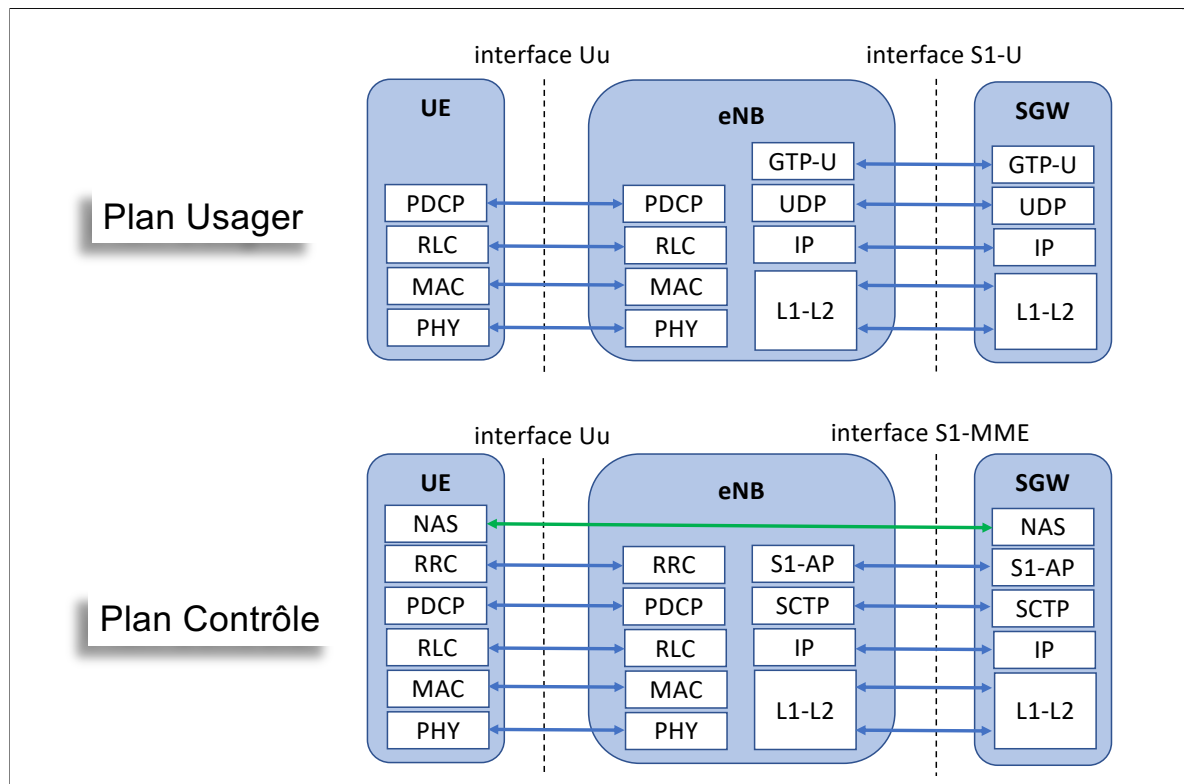 interface Uu
interface S1-U
UE
eNB
SGW
GTP-U
GTP-U
Plan Usager
PDCP
PDCP
UDP
UDP
RLC
RLC
IP
IP
MAC
MAC
L1-L2
L1-L2
PHY
PHY
interface Uu
interface S1-MME
UE
eNB
SGW
NAS
NAS
RRC
RRC
S1-AP
S1-AP
Plan Contrôle
PDCP
PDCP
SCTP
SCTP
RLC
RLC
IP
IP
MAC
MAC
L1-L2
L1-L2
PHY
PHY